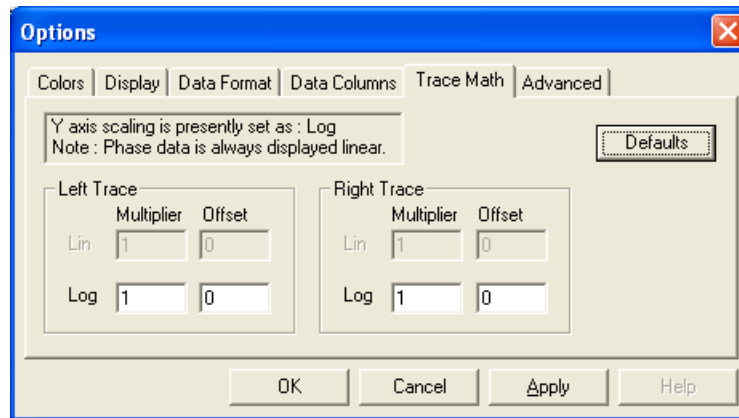 Options
Colors Display Data Format Data Columns Trace Math Advanced
Y axis scaling is presently set as : Log
Note : Phase data is always displayed linear.
Defaults
Left Trace Right Trace
Multiplier Offset Multiplier Offset
Lin 1 0 Lin 1 0
Log 1 0 Log 1 0
OK Cancel Apply Help